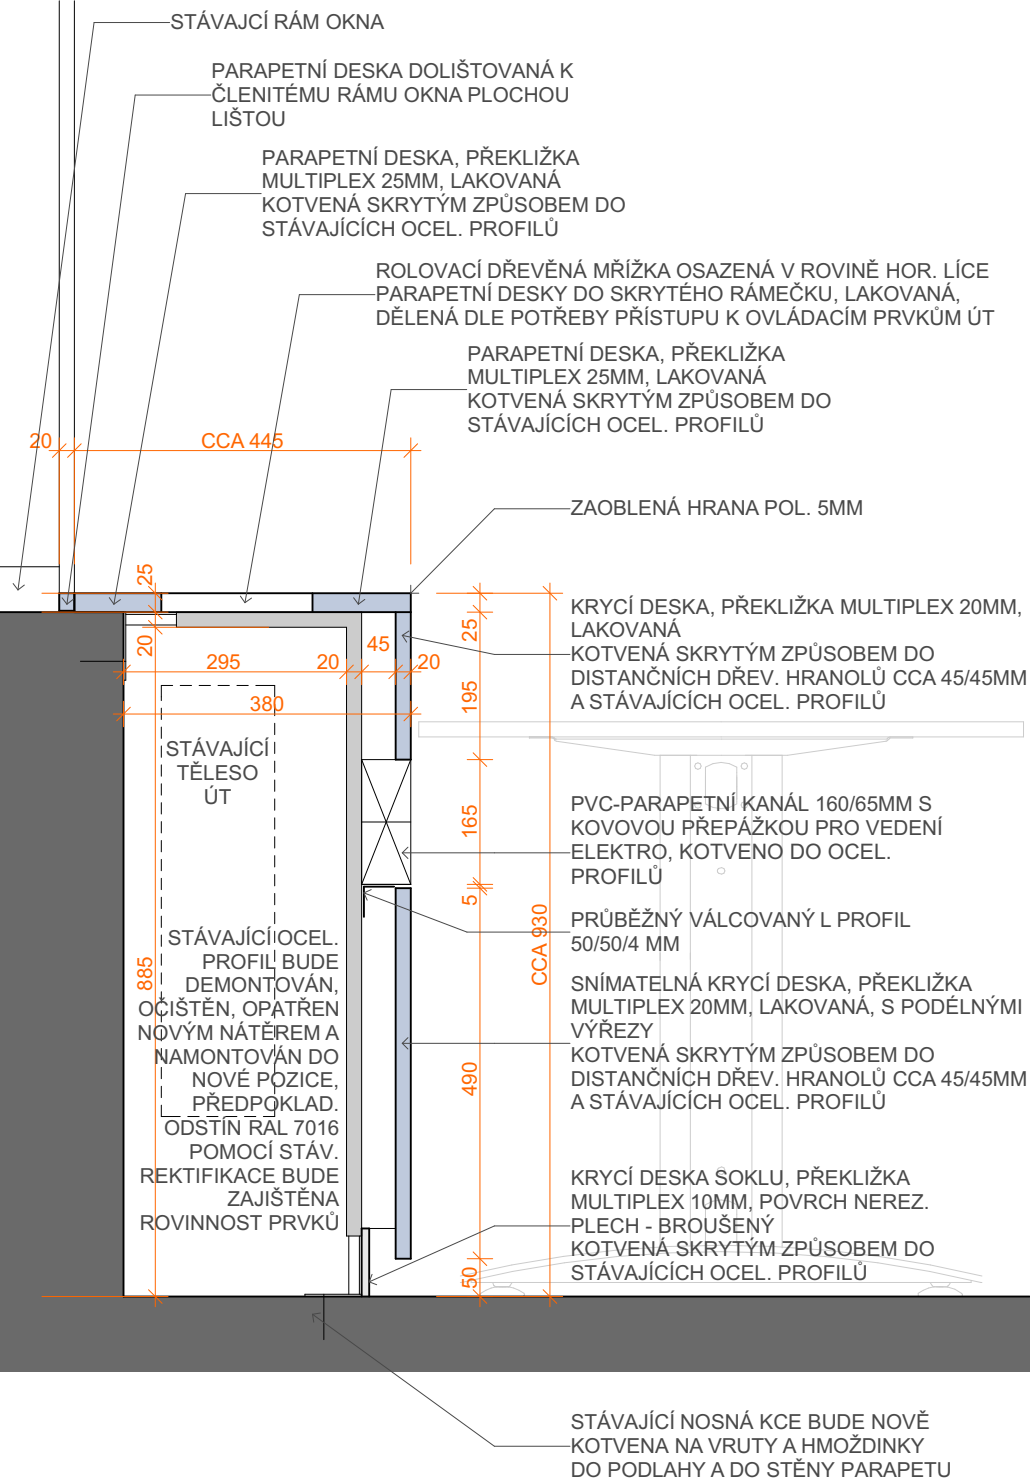 STÁVAJCÍ RÁM OKNA
PARAPETNÍ DESKA DOLIŠTOVANÁ K
ČLENITÉMU RÁMU OKNA PLOCHOU
LIŠTOU
PARAPETNÍ DESKA, PŘEKLIŽKA
MULTIPLEX 25MM, LAKOVANÁ
KOTVENÁ SKRYTÝM ZPŮSOBEM DO
STÁVAJÍCÍCH OCEL. PROFILŮ
ROLOVACÍ DŘEVĚNÁ MŘÍŽKA OSAZENÁ V ROVINĚ HOR. LÍCE
PARAPETNÍ DESKY DO SKRYTÉHO RÁMEČKU, LAKOVANÁ,
DĚLENÁ DLE POTŘEBY PŘÍSTUPU K OVLÁDACÍM PRVKŮM ÚT
PARAPETNÍ DESKA, PŘEKLIŽKA
MULTIPLEX 25MM, LAKOVANÁ
KOTVENÁ SKRYTÝM ZPŮSOBEM DO
STÁVAJÍCÍCH OCEL. PROFILŮ
20
CCA 445
ZAOBLENÁ HRANA POL. 5MM
25
20
295
20
45
20
380
25
195
165
5
490
50
CCA 930
885
KRYCÍ DESKA, PŘEKLIŽKA MULTIPLEX 20MM,
LAKOVANÁ
KOTVENÁ SKRYTÝM ZPŮSOBEM DO
DISTANČNÍCH DŘEV. HRANOLŮ CCA 45/45MM
A STÁVAJÍCÍCH OCEL. PROFILŮ
STÁVAJÍCÍ
TĚLESO
ÚT
PVC-PARAPETNÍ KANÁL 160/65MM S
KOVOVOU PŘEPÁŽKOU PRO VEDENÍ
ELEKTRO, KOTVENO DO OCEL.
PROFILŮ
PRŮBĚŽNÝ VÁLCOVANÝ L PROFIL
50/50/4 MM
STÁVAJÍCÍ OCEL.
PROFIL BUDE
DEMONTOVÁN,
OČIŠTĚN, OPATŘEN
NOVÝM NÁTĚREM A
NAMONTOVÁN DO
NOVÉ POZICE,
PŘEDPOKLAD.
ODSTÍN RAL 7016
POMOCÍ STÁV.
REKTIFIKACE BUDE
ZAJIŠTĚNA
ROVINNOST PRVKŮ
SNÍMATELNÁ KRYCÍ DESKA, PŘEKLIŽKA
MULTIPLEX 20MM, LAKOVANÁ, S PODÉLNÝMI
VÝŘEZY
KOTVENÁ SKRYTÝM ZPŮSOBEM DO
DISTANČNÍCH DŘEV. HRANOLŮ CCA 45/45MM
A STÁVAJÍCÍCH OCEL. PROFILŮ
KRYCÍ DESKA SOKLU, PŘEKLIŽKA
MULTIPLEX 10MM, POVRCH NEREZ.
PLECH - BROUŠENÝ
KOTVENÁ SKRYTÝM ZPŮSOBEM DO
STÁVAJÍCÍCH OCEL. PROFILŮ
STÁVAJÍCÍ NOSNÁ KCE BUDE NOVĚ
KOTVENA NA VRUTY A HMOŽDINKY
DO PODLAHY A DO STĚNY PARAPETU